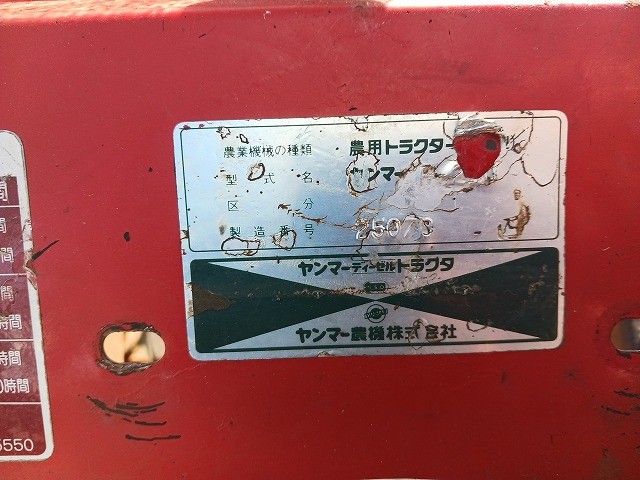 農業機械の種類 農用トラクター
型式名 ヤンマー
区分
製造番号 25073
ヤンマーディーゼルトラクタ
ヤンマー農機株式会社
時間
時間
時間
時間
時間
5550